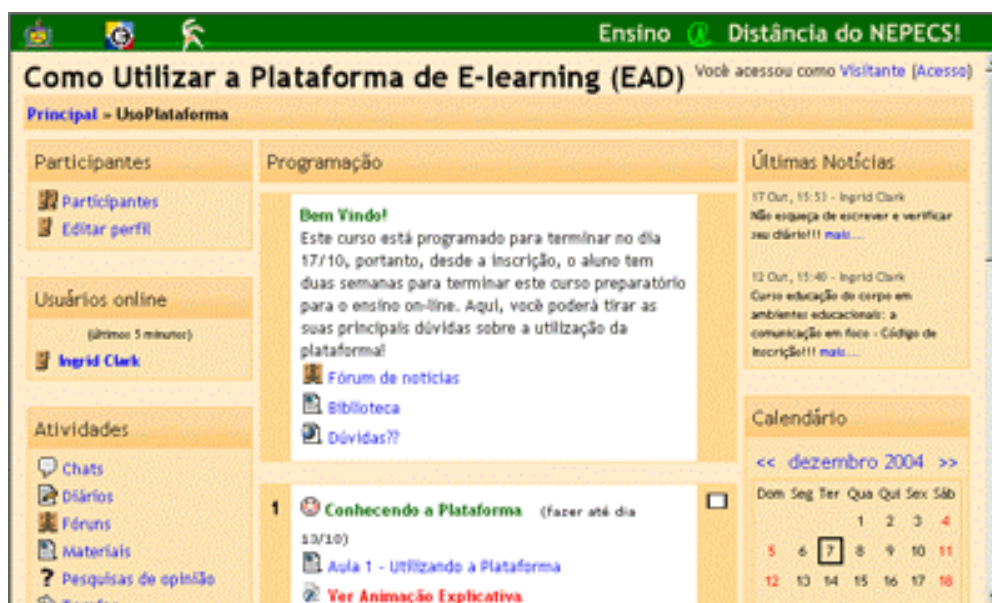 Ensino @ Distância do NEPECS!
Como Utilizar a Plataforma de E-learning (EAD)
Você acessou como Visitante (Acesso)
Principal » UsoPlataforma
Participantes
Participantes
Editar perfil
Usuários online
(últimos 5 minutos)
Ingrid Clark
Atividades
Chats
Diários
Fóruns
Materiais
Pesquisas de opinião
Programação
Bem Vindo!
Este curso está programado para terminar no dia
17/10, portanto, desde a inscrição, o aluno tem
duas semanas para terminar este curso preparatório
para o ensino on-line. Aqui, você poderá tirar as
suas principais dúvidas sobre a utilização da
plataforma!
Fórum de notícias
Biblioteca
Dúvidas??
1 Conhecendo a Plataforma (fazer até dia
13/10)
Aula 1 - Utilizando a Plataforma
Ver Animação Explicativa
Últimas Notícias
17 Out, 15:53 - Ingrid Clark
Não esqueça de escrever e verificar
seu diário!!! mais...
12 Out, 15:40 - Ingrid Clark
Curso educação do corpo em
ambientes educacionais: a
comunicação em foco - Código de
Inscrição!!! mais...
Calendário
<< dezembro 2004 >>
Dom Seg Ter Qua Qui Sex Sáb
1 2 3 4
5 6 7 8 9 10 11
12 13 14 15 16 17 18